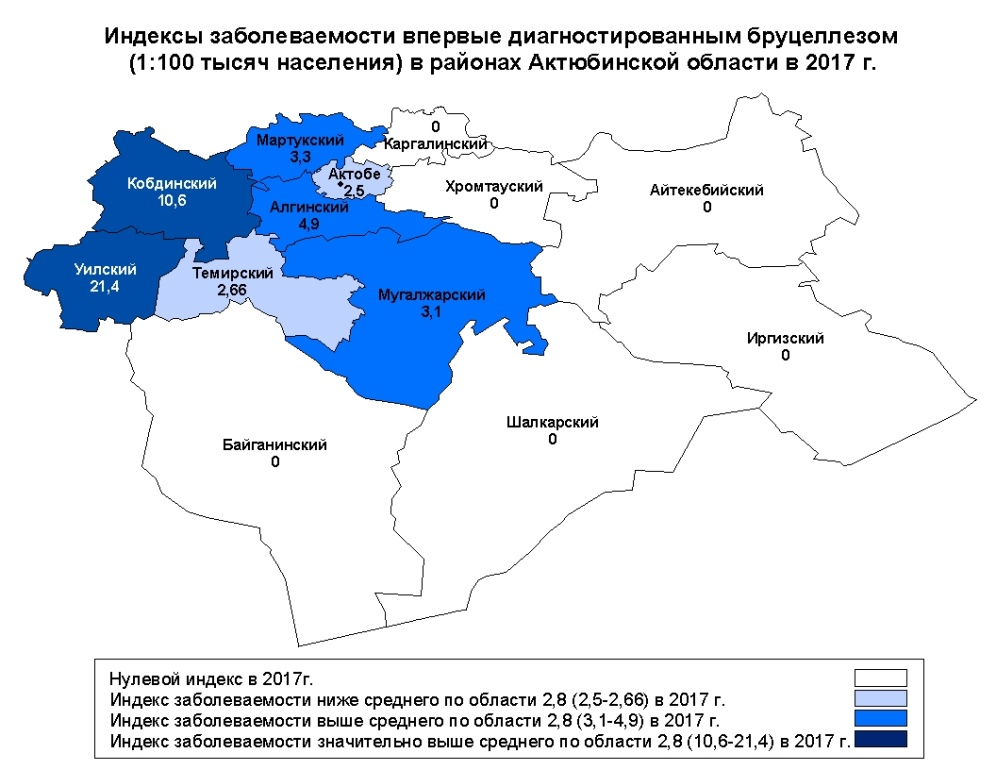 Индексы заболеваемости впервые диагностированным бруцеллезом
(1:100 тысяч населения) в районах Актюбинской области в 2017 г.
0
Каргалинский
Мартукский
3,3
Актобе
2,5
Кобдинский
10,6
Хромтауский
0
Айтекебийский
0
Алгинский
4,9
Уилский
21,4
Темирский
2,66
Мугалжарский
3,1
Иргизский
0
Шалкарский
0
Байганинский
0
Нулевой индекс в 2017г.
Индекс заболеваемости ниже среднего по области 2,8 (2,5-2,66) в 2017 г.
Индекс заболеваемости выше среднего по области 2,8 (3,1-4,9) в 2017 г.
Индекс заболеваемости значительно выше среднего по области 2,8 (10,6-21,4) в 2017 г.